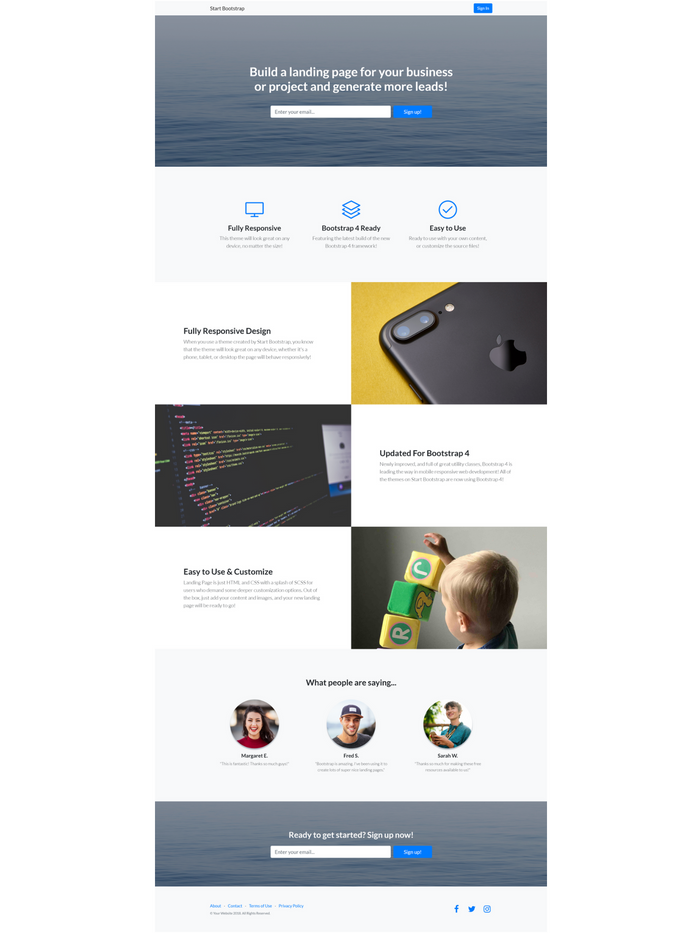 Start Bootstrap
Sign In
Build a landing page for your business
or project and generate more leads!
Enter your email...
Sign up!
Fully Responsive
This theme will look great on any
device, no matter the size!
Bootstrap 4 Ready
Featuring the latest build of the new
Bootstrap 4 framework!
Easy to Use
Ready to use with your own content,
or customize the source files!
Fully Responsive Design
When you use a theme created by Start Bootstrap, you know
that the theme will look great on any device, whether it's a
phone, tablet, or desktop the page will behave responsively!
Updated For Bootstrap 4
Newly improved, and full of great utility classes, Bootstrap 4 is
leading the way in mobile responsive web development! All of
the themes on Start Bootstrap are now using Bootstrap 4!
Easy to Use & Customize
Landing Page is just HTML and CSS with a splash of SCSS for
users who demand some deeper customization options. Out of
the box, just add your content and images, and your new landing
page will be ready to go!
R
What people are saying...
Margaret E.
"This is fantastic! Thanks so much guys!"
Fred S.
"Bootstrap is amazing. I've been using it to
create lots of super nice landing pages."
Sarah W.
"Thanks so much for making these free
resources available to us!"
Ready to get started? Sign up now!
Enter your email...
Sign up!
About · Contact · Terms of Use · Privacy Policy
© Your Website 2020. All Rights Reserved.